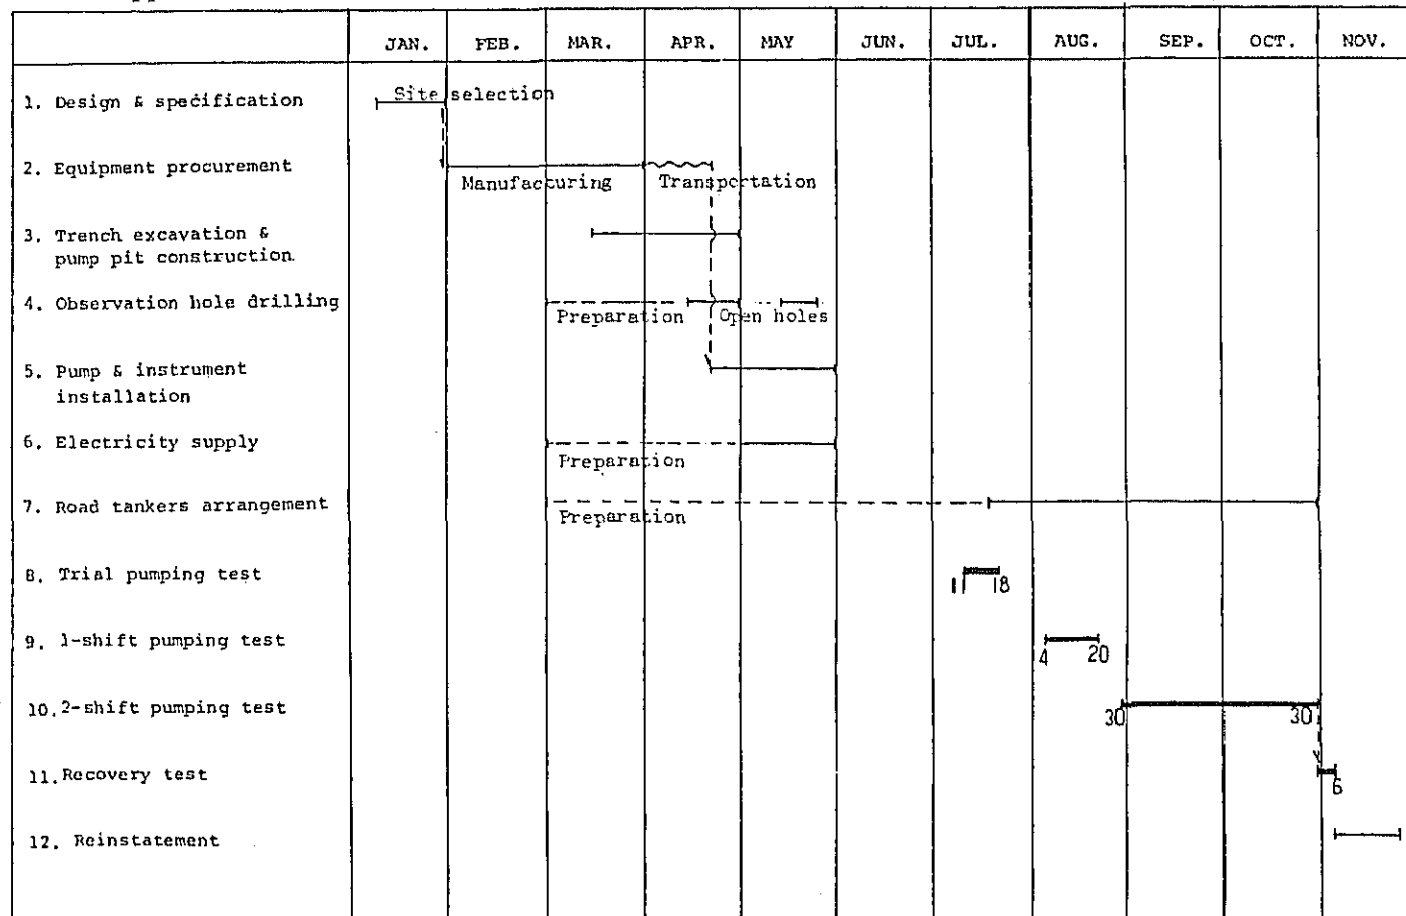 JAN. FEB. MAR. APR. MAY JUN. JUL. AUG. SEP. OCT. NOV.
1. Design & specification
Site selection
2. Equipment procurement
Manufacturing Transportation
3. Trench excavation &
pump pit construction
4. Observation hole drilling
Preparation Open holes
5. Pump & instrument
installation
6. Electricity supply
Preparation
7. Road tankers arrangement
Preparation
8. Trial pumping test
11 18
9. 1-shift pumping test
4 20
10. 2-shift pumping test
30 30
11. Recovery test
6
12. Reinstatement